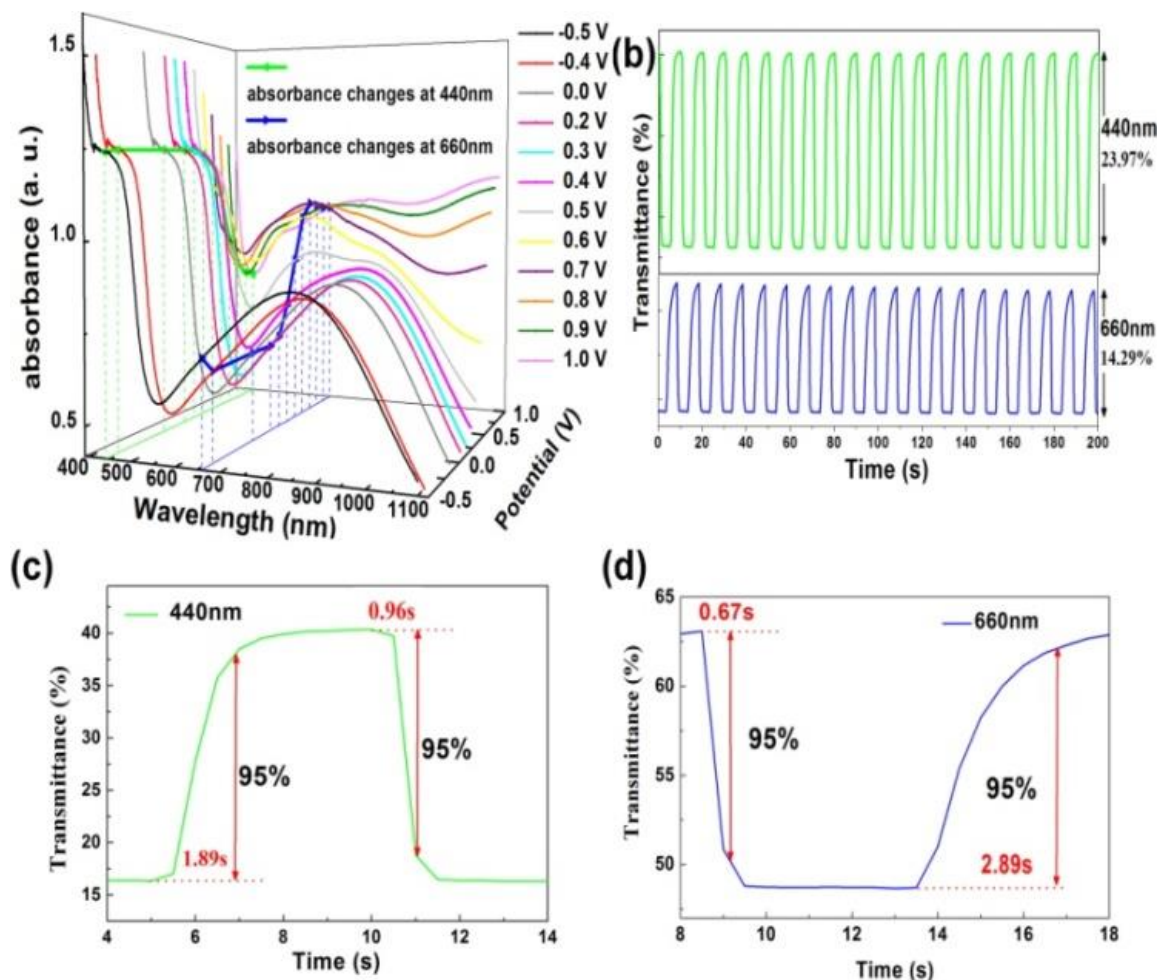 1.5
1.0
0.5
absorbance (a. u.)
absorbance changes at 440nm
absorbance changes at 660nm
-0.5 V
-0.4 V
0.0 V
0.2 V
0.3 V
0.4 V
0.5 V
0.6 V
0.7 V
0.8 V
0.9 V
1.0 V
400 500 600 700 800 900 1000 1100
Wavelength (nm)
1.0
0.5
0.0
-0.5
Potential (V)
(b)
Transmittance (%)
440nm
23.97%
660nm
14.29%
0 20 40 60 80 100 120 140 160 180 200
Time (s)
(c)
440nm
0.96s
40
35
30
25
20
15
Transmittance (%)
95%
95%
1.89s
4 6 8 10 12 14
Time (s)
(d)
65
60
55
50
Transmittance (%)
0.67s
660nm
95%
95%
2.89s
8 10 12 14 16 18
Time (s)